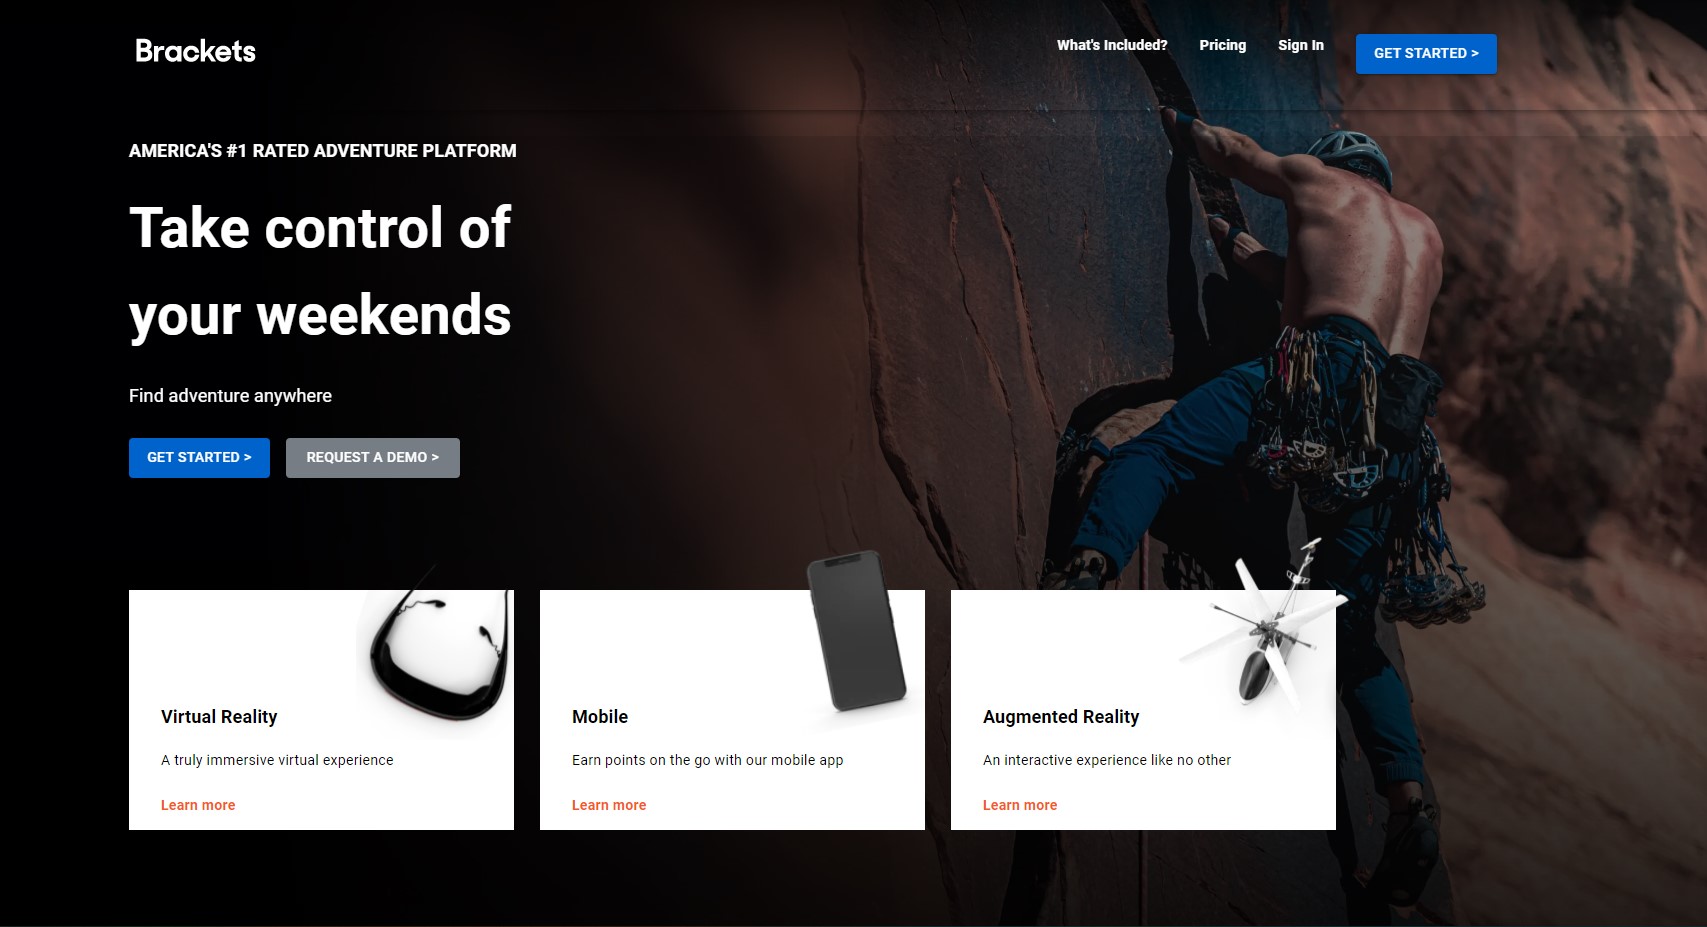 Brackets
What's Included?
Pricing
Sign In
GET STARTED >
AMERICA'S #1 RATED ADVENTURE PLATFORM
Take control of
your weekends
Find adventure anywhere
GET STARTED >
REQUEST A DEMO >
Virtual Reality
A truly immersive virtual experience
Learn more
Mobile
Earn points on the go with our mobile app
Learn more
Augmented Reality
An interactive experience like no other
Learn more